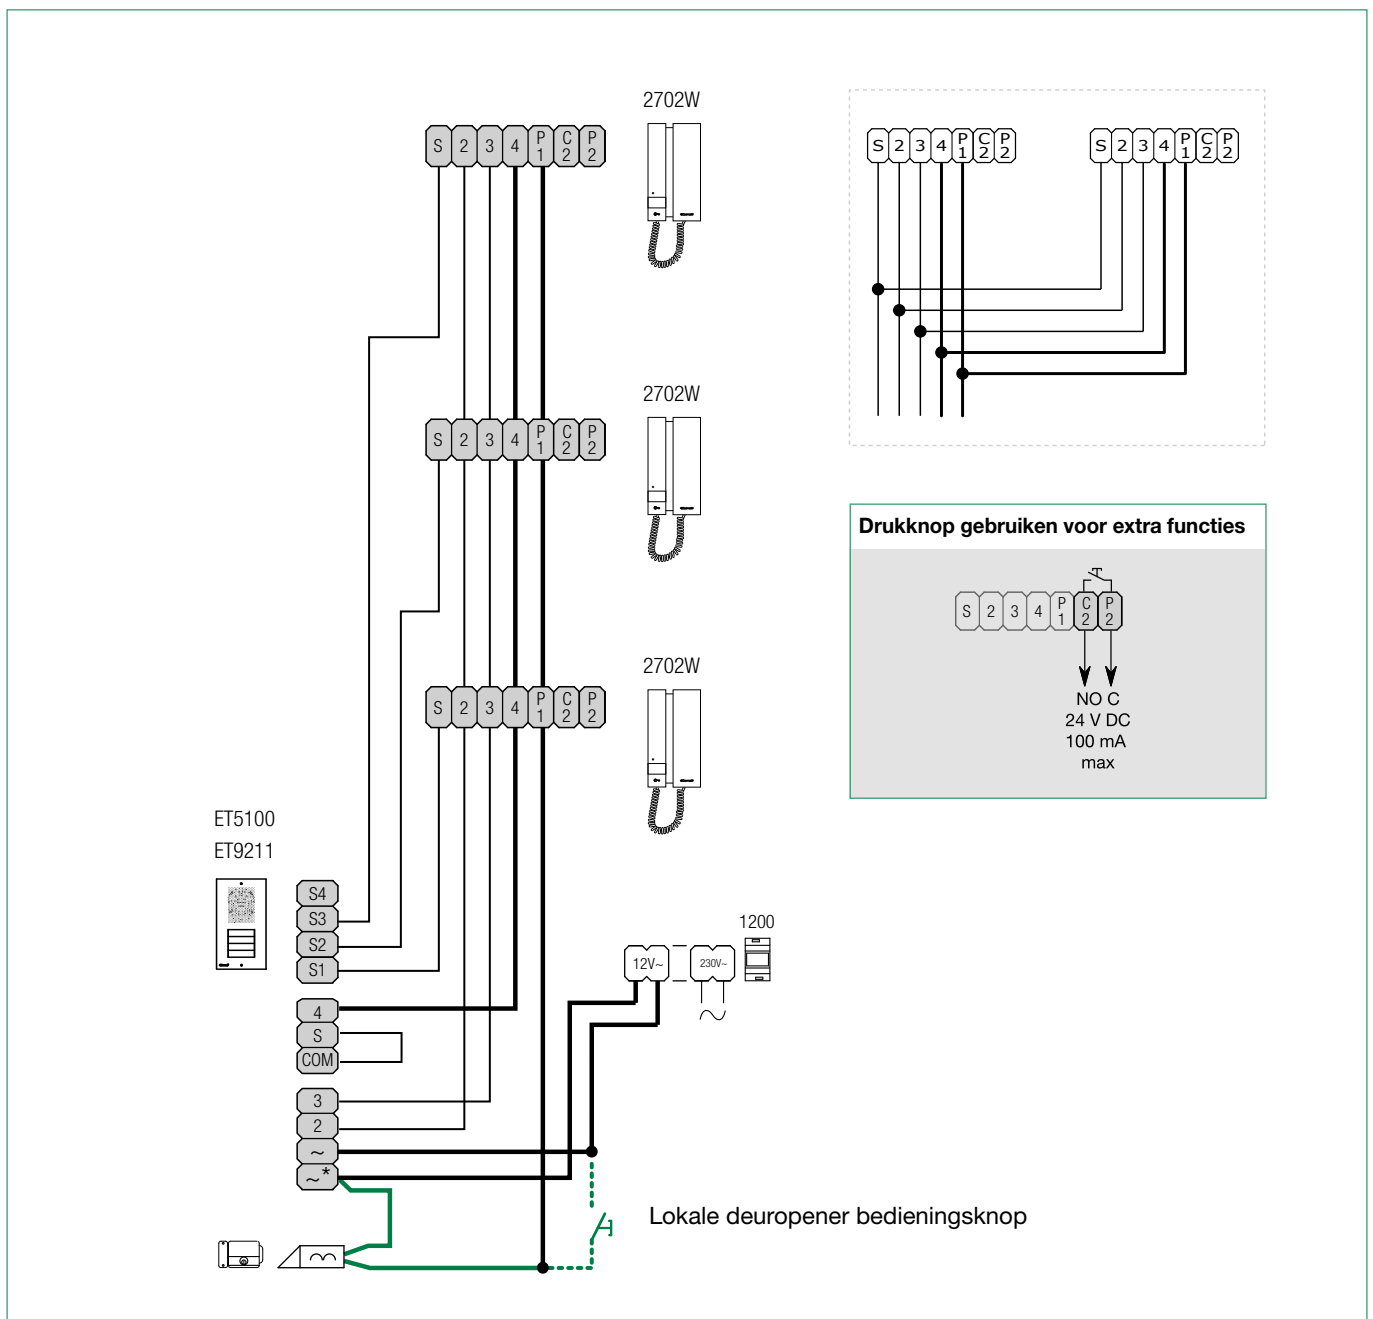 2702W
S 2 3 4 P1 C2 P2
S 2 3 4 P1 C2 P2
S 2 3 4 P1 C2 P2
2702W
S 2 3 4 P1 C2 P2
Drukknop gebruiken voor extra functies
S 2 3 4 P1 C2 P2
NO C
24 V DC
100 mA
max
2702W
S 2 3 4 P1 C2 P2
ET5100
ET9211
S4
S3
S2
S1
4
S
COM
3
2
~
~*
1200
12V~
230V~
Lokale deuropener bedieningsknop